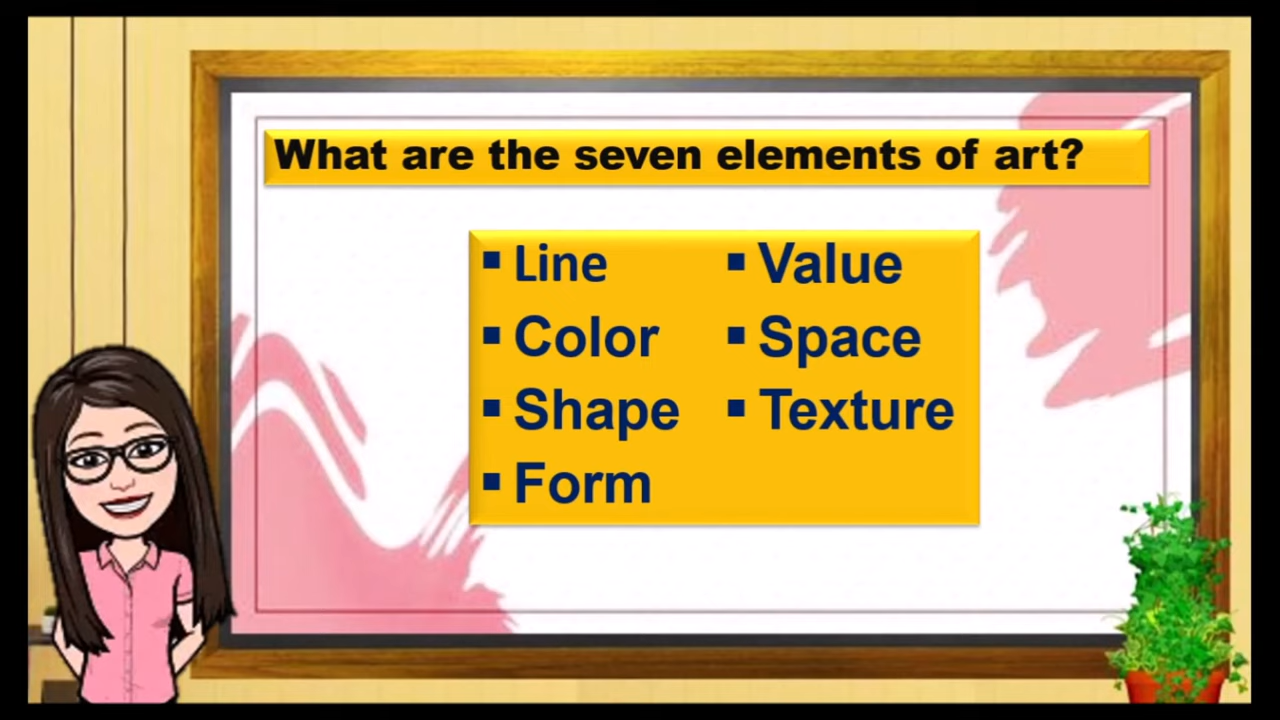 What are the seven elements of art?
▪ Line
▪ Color
▪ Shape
▪ Form
▪ Value
▪ Space
▪ Texture